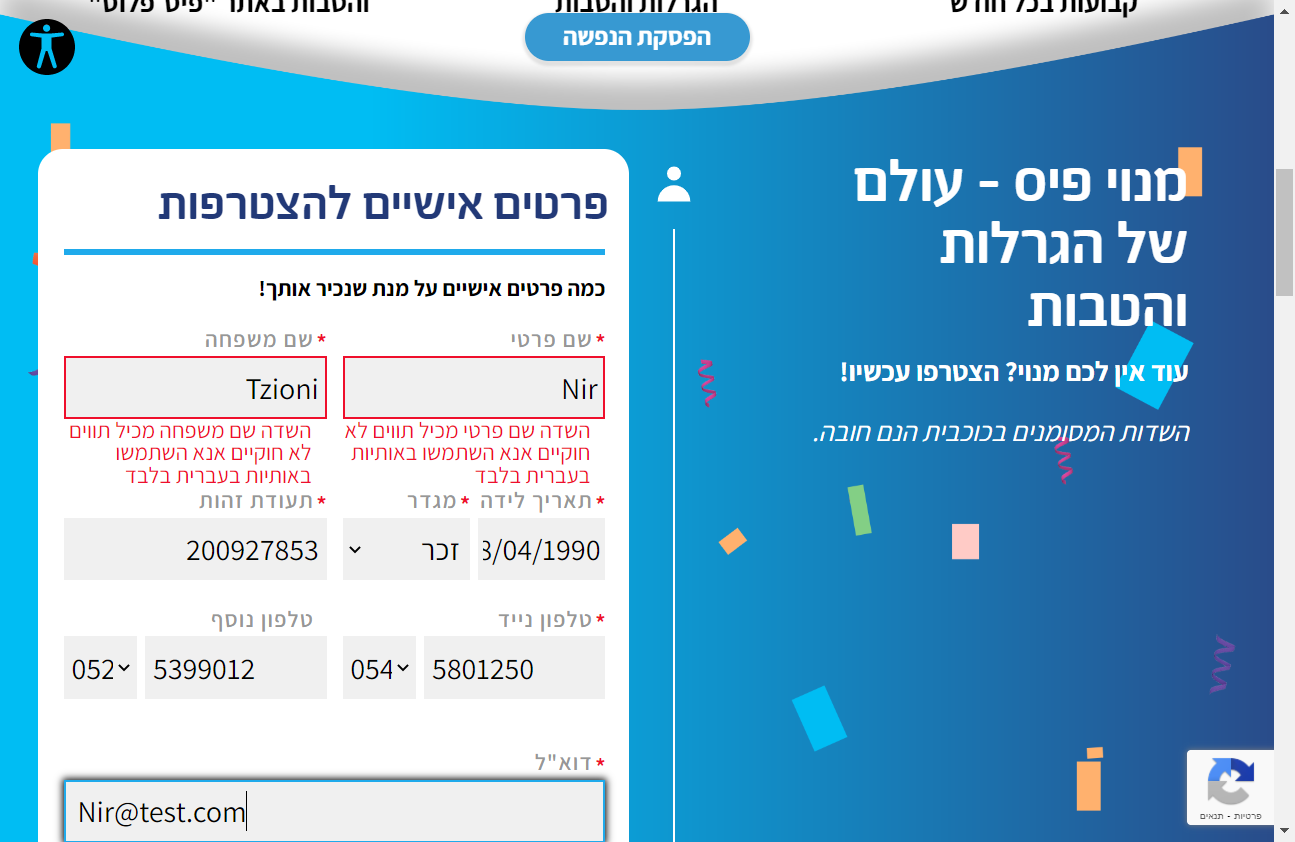 קבועות בכל חודש
הגרלות והטבות
והטבות באתר "פיס פלוס"
הפסקת הנפשה
מנוי פיס - עולם
של הגרלות
והטבות
עוד אין לכם מנוי? הצטרפו עכשיו!
השדות המסומנים בכוכבית הנם חובה.
פרטים אישיים להצטרפות
כמה פרטים אישיים על מנת שנכיר אותך!
* שם פרטי
* שם משפחה
Nir
Tzioni
השדה שם פרטי מכיל תווים לא
חוקיים אנא השתמשו באותיות
בעברית בלבד
השדה שם משפחה מכיל תווים
לא חוקיים אנא השתמשו
באותיות בעברית בלבד
* תאריך לידה
* מגדר
* תעודת זהות
3/04/1990
זכר
200927853
* טלפון נייד
טלפון נוסף
054 5801250
052 5399012
* דוא"ל
Nir@test.com
פרטיות - תנאים